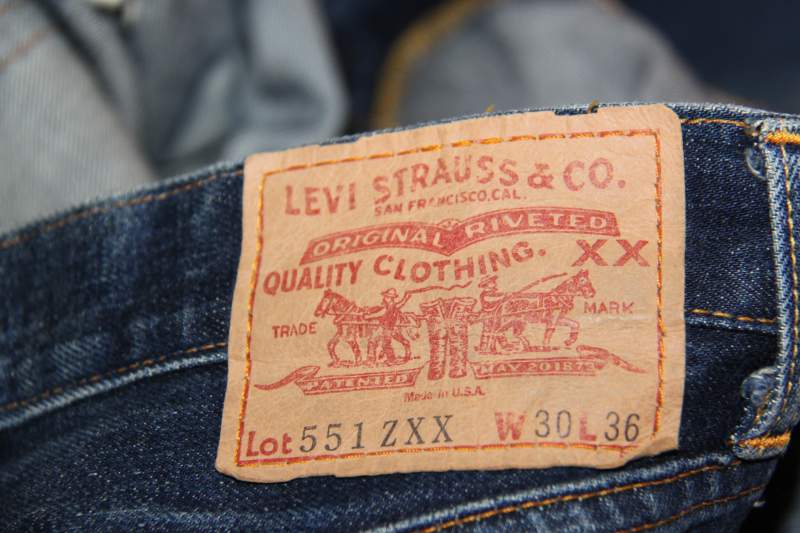 LEVI STRAUSS & CO.
SAN FRANCISCO, CAL.
ORIGINAL RIVETED
QUALITY CLOTHING. XX
TRADE MARK
PATENTED MAY 20 1873
Made in U.S.A.
Lot 551 ZXX W 30 L 36